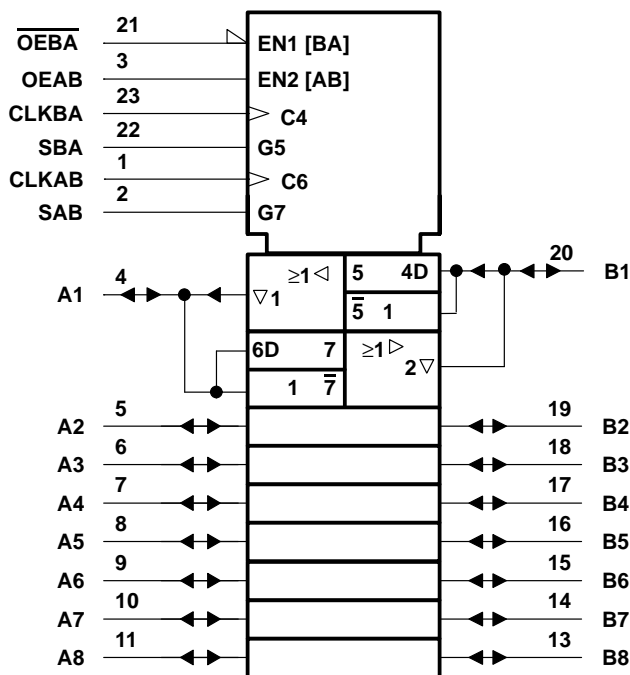 O̅E̅B̅A̅ 21 EN1 [BA]
OEAB 3 EN2 [AB]
CLKBA 23 C4
SBA 22 G5
CLKAB 1 C6
SAB 2 G7
A1 4 ≥1 ▽1 5 4D 20 B1
5̅ 1
6D 7 ≥1 2▽
1 7̅
A2 5 19 B2
A3 6 18 B3
A4 7 17 B4
A5 8 16 B5
A6 9 15 B6
A7 10 14 B7
A8 11 13 B8